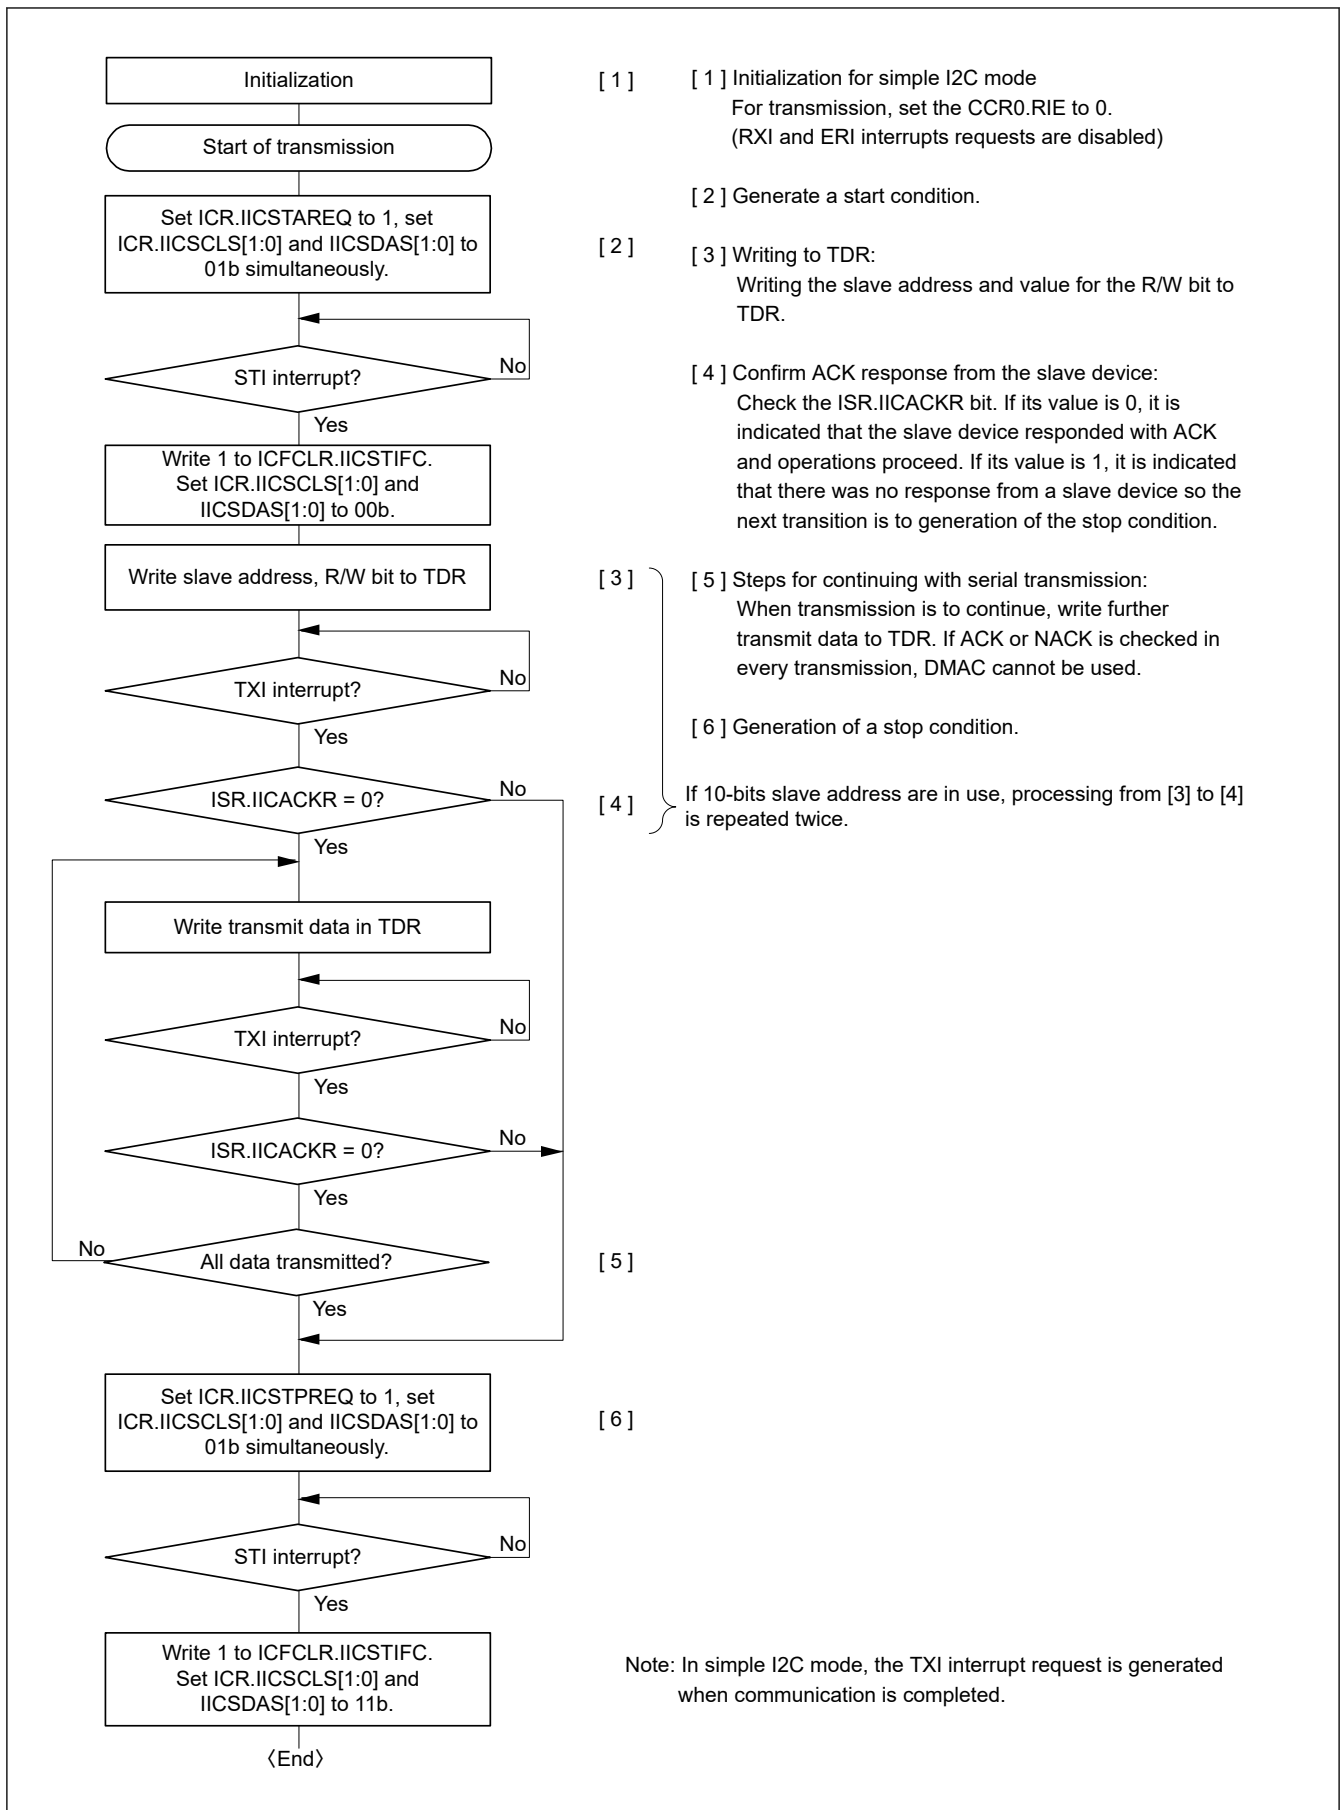 Initialization
[ 1 ]
Start of transmission
Set ICR.IICSTAREQ to 1, set
ICR.IICSCLS[1:0] and IICSDAS[1:0] to
01b simultaneously.
[ 2 ]
STI interrupt?
No
Yes
Write 1 to ICFCLR.IICSTIFC.
Set ICR.IICSCLS[1:0] and
IICSDAS[1:0] to 00b.
Write slave address, R/W bit to TDR
[ 3 ]
TXI interrupt?
No
Yes
ISR.IICACKR = 0?
No
[ 4 ]
Yes
Write transmit data in TDR
TXI interrupt?
No
Yes
ISR.IICACKR = 0?
No
Yes
No
All data transmitted?
[ 5 ]
Yes
Set ICR.IICSTPREQ to 1, set
ICR.IICSCLS[1:0] and IICSDAS[1:0] to
01b simultaneously.
[ 6 ]
STI interrupt?
No
Yes
Write 1 to ICFCLR.IICSTIFC.
Set ICR.IICSCLS[1:0] and
IICSDAS[1:0] to 11b.
〈End〉
[ 1 ] Initialization for simple I2C mode
For transmission, set the CCR0.RIE to 0.
(RXI and ERI interrupts requests are disabled)
[ 2 ] Generate a start condition.
[ 3 ] Writing to TDR:
Writing the slave address and value for the R/W bit to
TDR.
[ 4 ] Confirm ACK response from the slave device:
Check the ISR.IICACKR bit. If its value is 0, it is
indicated that the slave device responded with ACK
and operations proceed. If its value is 1, it is indicated
that there was no response from a slave device so the
next transition is to generation of the stop condition.
[ 5 ] Steps for continuing with serial transmission:
When transmission is to continue, write further
transmit data to TDR. If ACK or NACK is checked in
every transmission, DMAC cannot be used.
[ 6 ] Generation of a stop condition.
If 10-bits slave address are in use, processing from [3] to [4]
is repeated twice.
Note: In simple I2C mode, the TXI interrupt request is generated
when communication is completed.